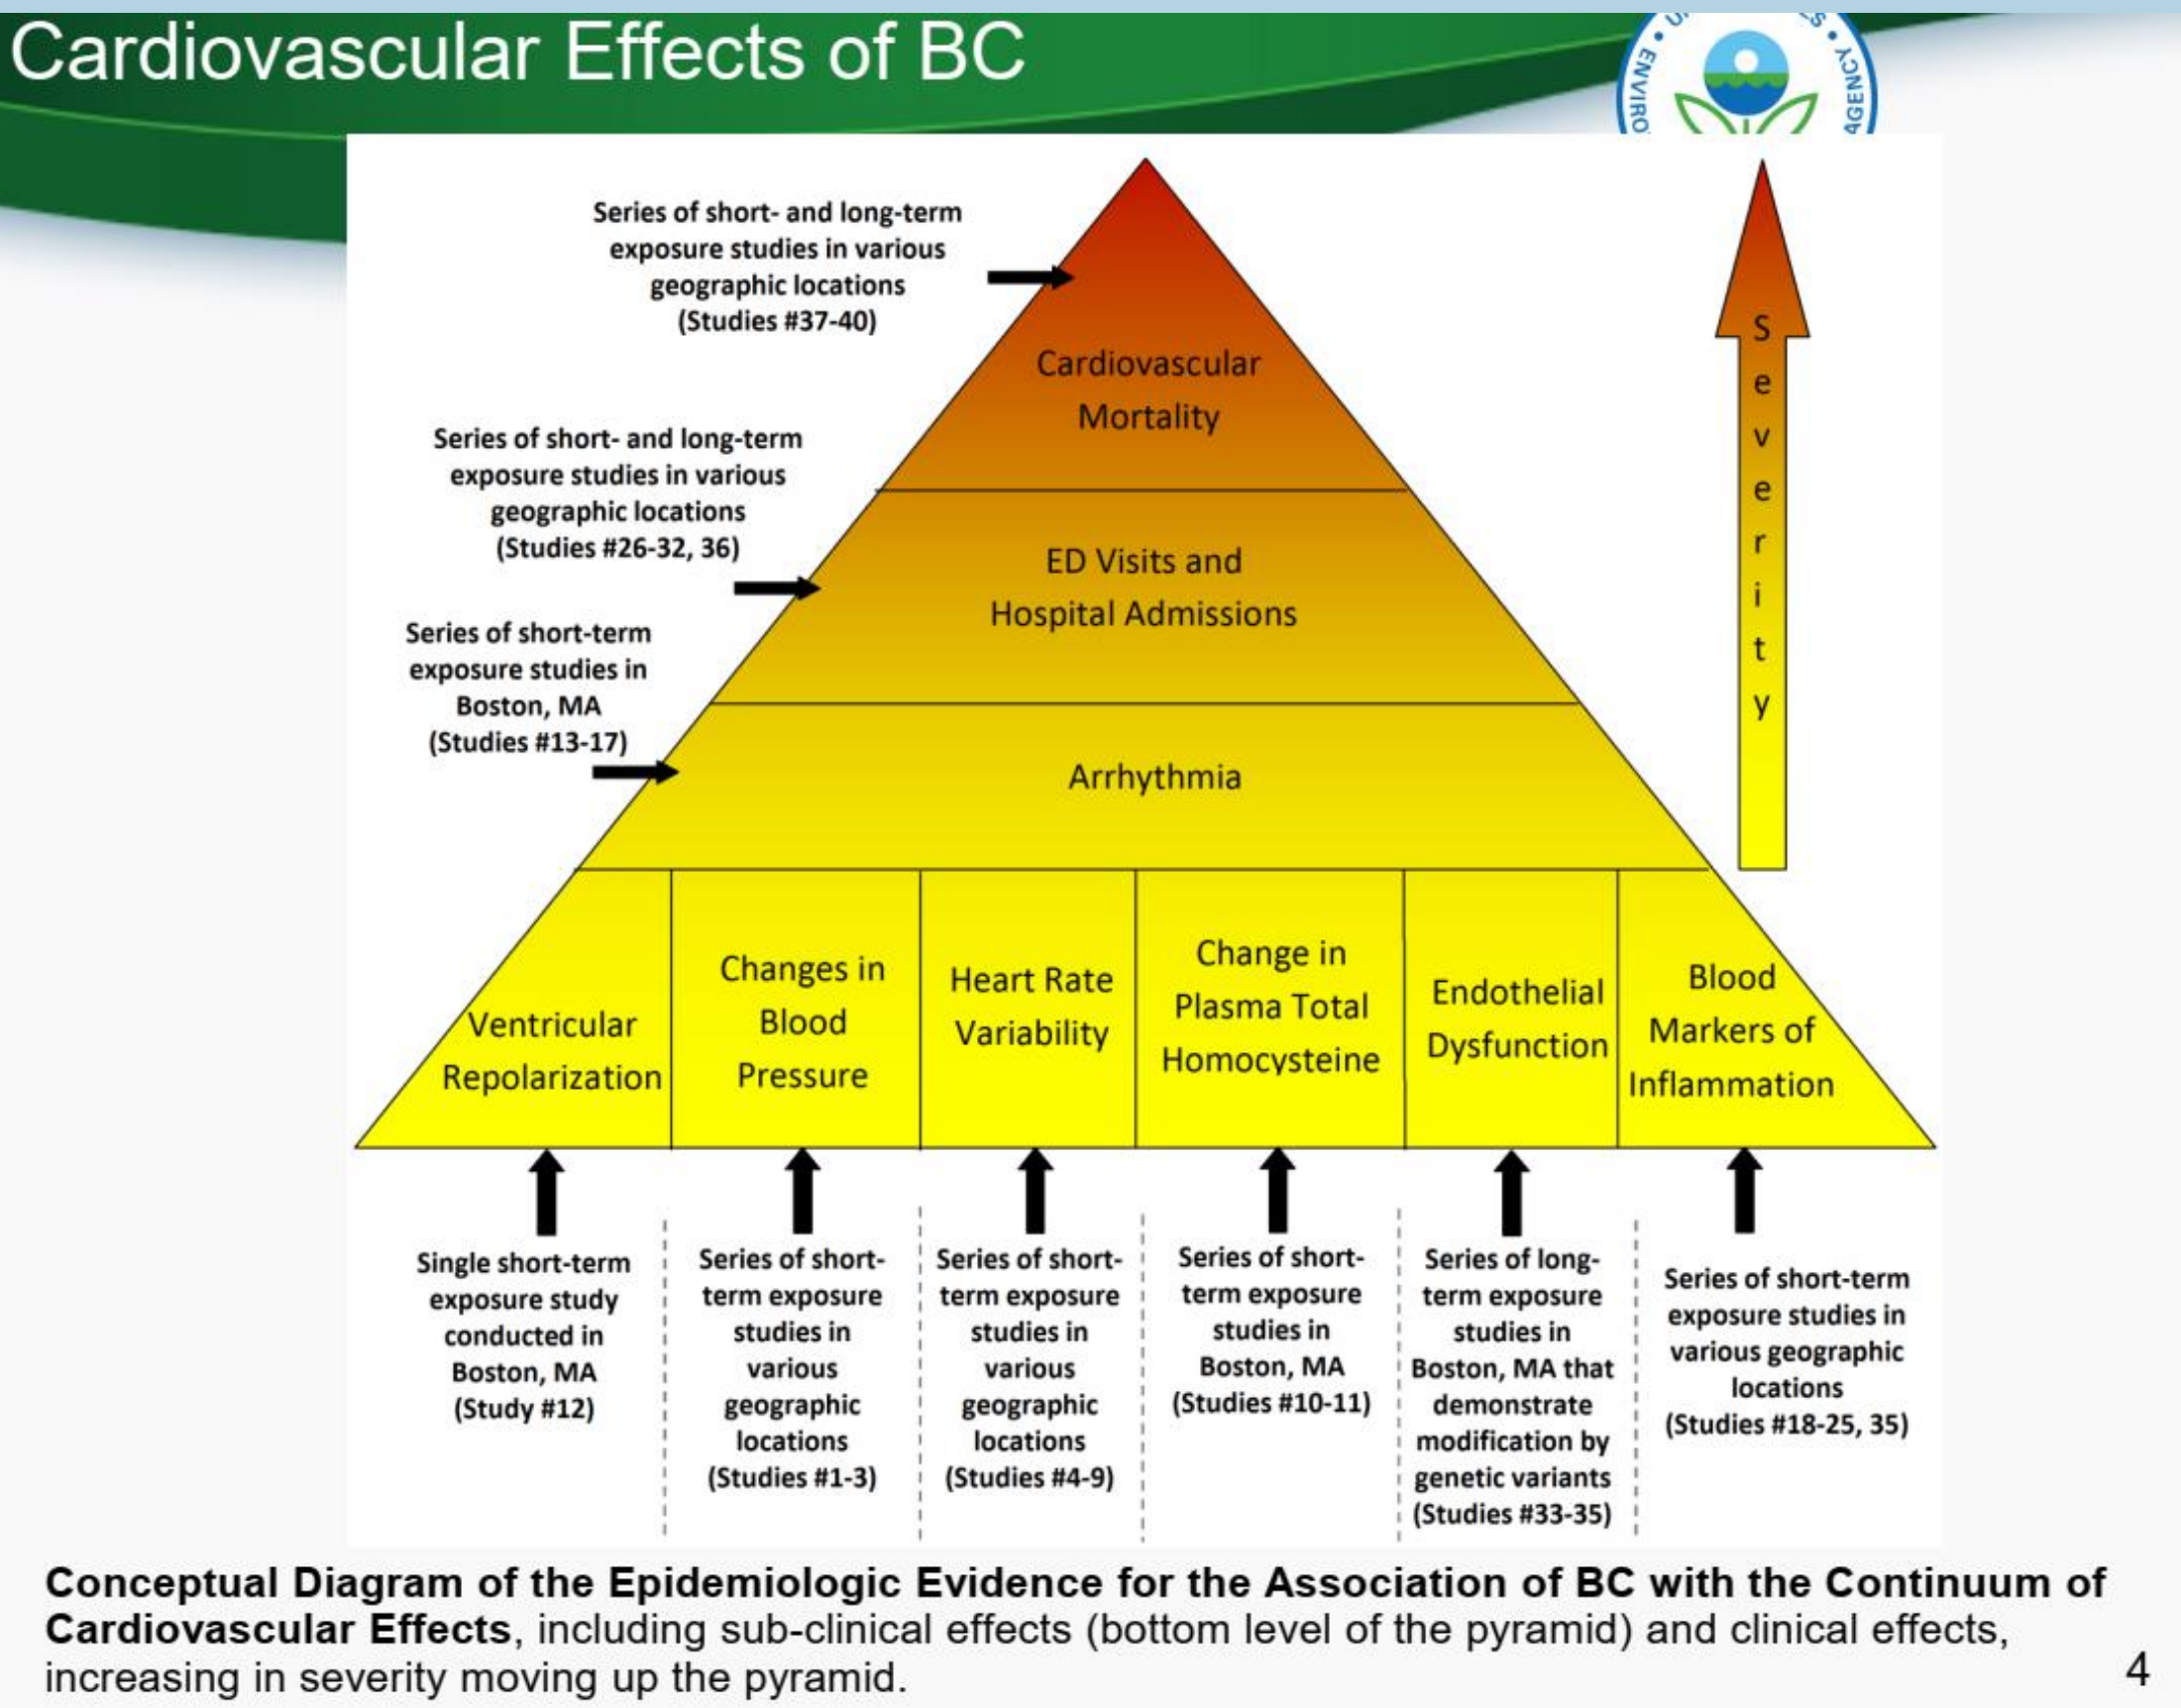 Cardiovascular Effects of BC
ENVIRO
AGENCY
Series of short- and long-term
exposure studies in various
geographic locations
(Studies #37-40)
Cardiovascular
Mortality
Series of short- and long-term
exposure studies in various
geographic locations
(Studies #26-32, 36)
ED Visits and
Hospital Admissions
Series of short-term
exposure studies in
Boston, MA
(Studies #13-17)
Arrhythmia
S
e
v
e
r
i
t
y
Ventricular
Repolarization
Changes in
Blood
Pressure
Heart Rate
Variability
Change in
Plasma Total
Homocysteine
Endothelial
Dysfunction
Blood
Markers of
Inflammation
Single short-term
exposure study
conducted in
Boston, MA
(Study #12)
Series of short-
term exposure
studies in
various
geographic
locations
(Studies #1-3)
Series of short-
term exposure
studies in
various
geographic
locations
(Studies #4-9)
Series of short-
term exposure
studies in
Boston, MA
(Studies #10-11)
Series of long-
term exposure
studies in
Boston, MA that
demonstrate
modification by
genetic variants
(Studies #33-35)
Series of short-term
exposure studies in
various geographic
locations
(Studies #18-25, 35)
Conceptual Diagram of the Epidemiologic Evidence for the Association of BC with the Continuum of
Cardiovascular Effects, including sub-clinical effects (bottom level of the pyramid) and clinical effects,
increasing in severity moving up the pyramid.
4